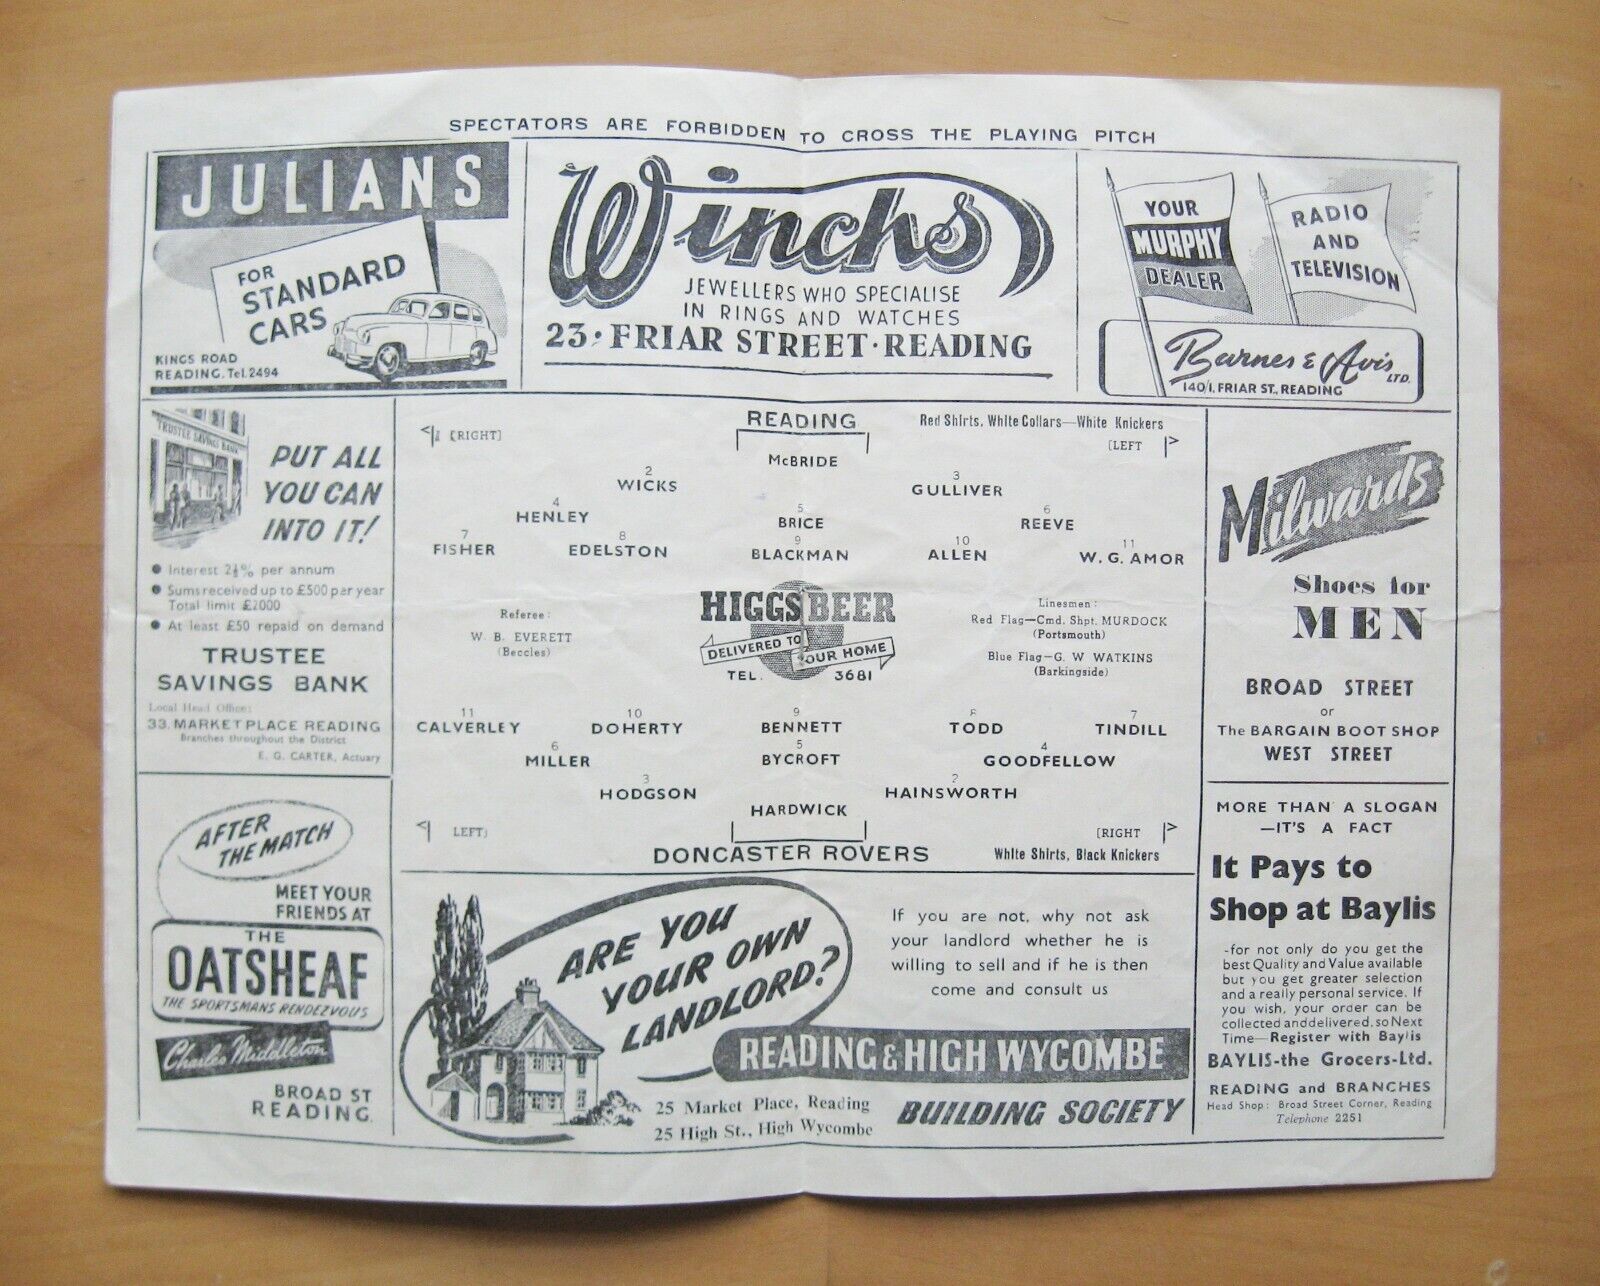 SPECTATORS ARE FORBIDDEN TO CROSS THE PLAYING PITCH
JULIANS
FOR
STANDARD
CARS
KINGS ROAD
READING. Tel. 2494
Winchs
JEWELLERS WHO SPECIALISE
IN RINGS AND WATCHES
23, FRIAR STREET · READING
YOUR
MURPHY
DEALER
RADIO
AND
TELEVISION
Barnes & Avis
LTD.
140/1, FRIAR ST., READING
TRUSTEE SAVINGS BANK
PUT ALL
YOU CAN
INTO IT!
● Interest 2½% per annum
● Sums received up to £500 per year
Total limit £2000
● At least £50 repaid on demand
TRUSTEE
SAVINGS BANK
Local Head Office:
33, MARKET PLACE READING
Branches throughout the District
E. G. CARTER, Actuary
AFTER
THE MATCH
MEET YOUR
FRIENDS AT
THE
OATSHEAF
THE SPORTSMANS RENDEZVOUS
Charles Middleton
BROAD ST
READING.
READING
Red Shirts, White Collars—White Knickers
[RIGHT]
[LEFT
McBRIDE
2
WICKS
3
GULLIVER
4
HENLEY
5
BRICE
6
REEVE
7
FISHER
8
EDELSTON
9
BLACKMAN
10
ALLEN
11
W. G. AMOR
Referee:
W. B. EVERETT
(Beccles)
HIGGS BEER
DELIVERED TO
YOUR HOME
TEL. 3681
Linesmen:
Red Flag—Cmd. Shpt. MURDOCK
(Portsmouth)
Blue Flag—G. W WATKINS
(Barkingside)
11
CALVERLEY
10
DOHERTY
9
BENNETT
8
TODD
7
TINDILL
6
MILLER
5
BYCROFT
4
GOODFELLOW
3
HODGSON
2
HAINSWORTH
HARDWICK
LEFT)
[RIGHT
DONCASTER ROVERS
White Shirts, Black Knickers
ARE YOU
YOUR OWN
LANDLORD?
If you are not, why not ask
your landlord whether he is
willing to sell and if he is then
come and consult us
READING & HIGH WYCOMBE
BUILDING SOCIETY
25 Market Place, Reading
25 High St., High Wycombe
Milwards
Shoes for
MEN
BROAD STREET
or
The BARGAIN BOOT SHOP
WEST STREET
MORE THAN A SLOGAN
—IT'S A FACT
It Pays to
Shop at Baylis
-for not only do you get the
best Quality and Value available
but you get greater selection
and a really personal service. If
you wish, your order can be
collected and delivered, so Next
Time—Register with Baylis
BAYLIS-the Grocers-Ltd.
READING and BRANCHES
Head Shop: Broad Street Corner, Reading
Telephone 2251